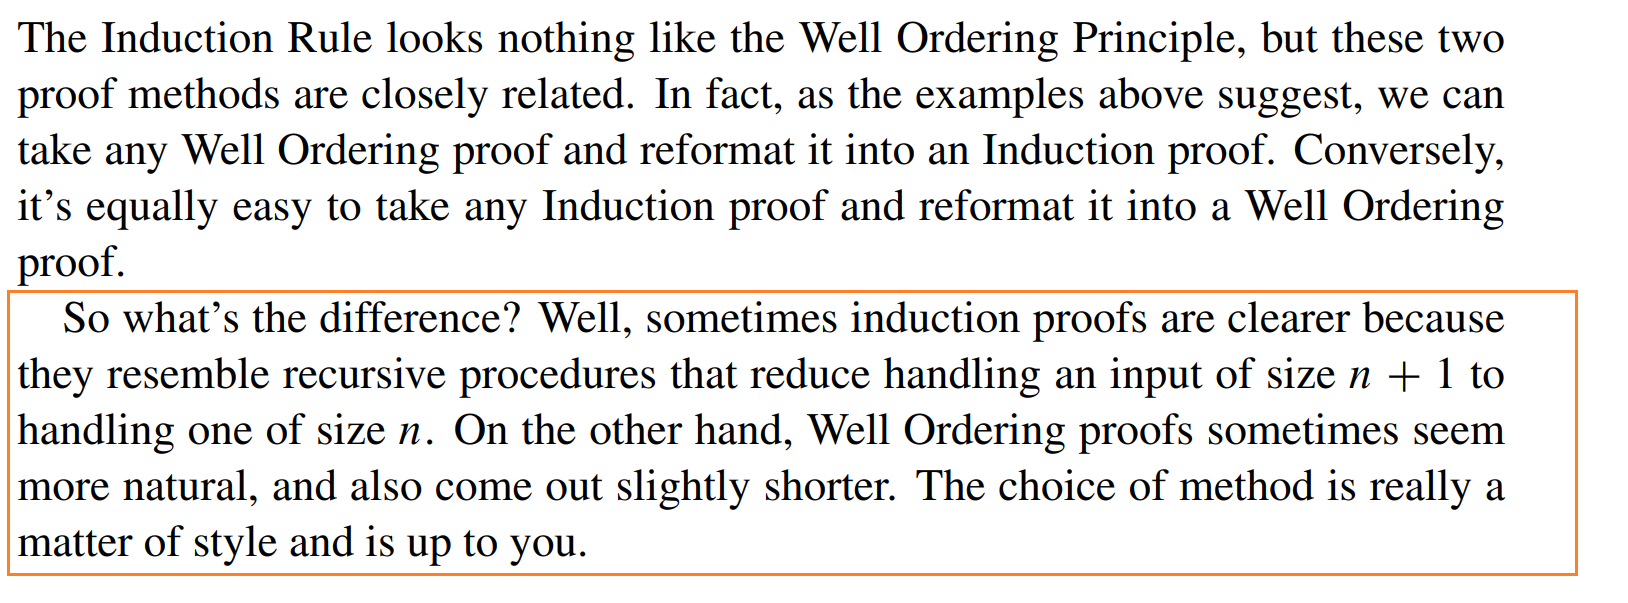 The Induction Rule looks nothing like the Well Ordering Principle, but these two
proof methods are closely related. In fact, as the examples above suggest, we can
take any Well Ordering proof and reformat it into an Induction proof. Conversely,
it’s equally easy to take any Induction proof and reformat it into a Well Ordering
proof.
So what’s the difference? Well, sometimes induction proofs are clearer because
they resemble recursive procedures that reduce handling an input of size n + 1 to
handling one of size n. On the other hand, Well Ordering proofs sometimes seem
more natural, and also come out slightly shorter. The choice of method is really a
matter of style and is up to you.